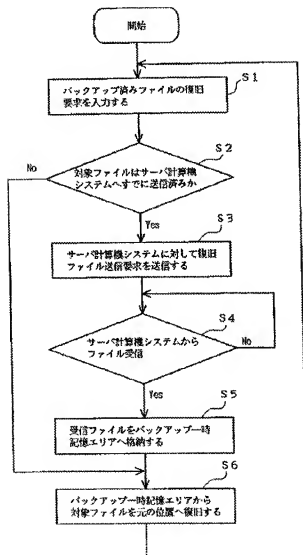 開始
S1
バックアップ済みファイルの復旧
要求を入力する
S2
対象ファイルはサーバ計算機
システムへすでに送信済みか
No
Yes
S3
サーバ計算機システムに対して復旧
ファイル送信要求を送信する
S4
サーバ計算機システムから
ファイル受信
No
Yes
S5
受信ファイルをバックアップ一時
記憶エリアへ格納する
S6
バックアップ一時記憶エリアから
対象ファイルを元の位置へ復旧する